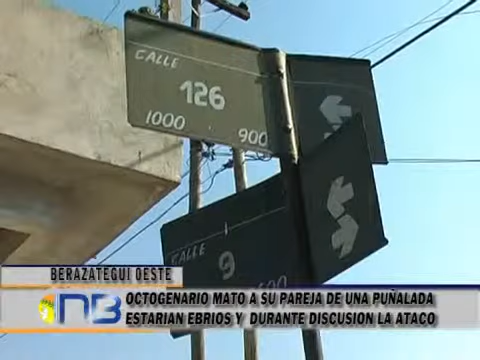 CALLE
126
1000 900
CALLE
9
BERAZATEGUI OESTE
NB
OCTOGENARIO MATO A SU PAREJA DE UNA PUÑALADA
ESTARIAN EBRIOS Y DURANTE DISCUSION LA ATACO